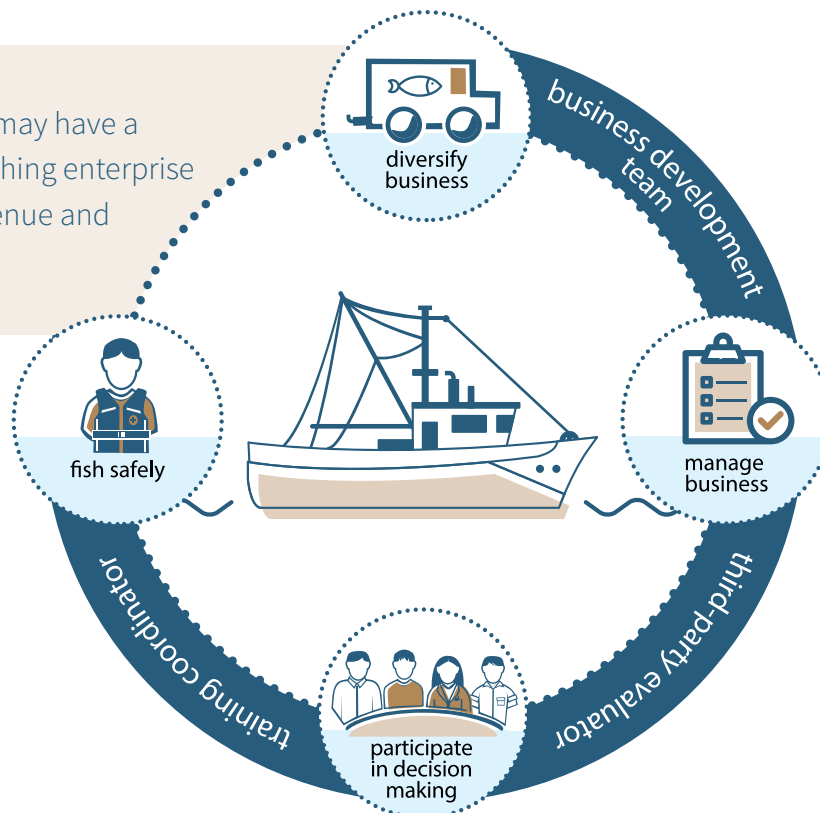 may have a
hing enterprise
enue and
diversify
business
business development
team
fish safely
manage
business
training coordinator
third-party evaluator
participate
in decision
making